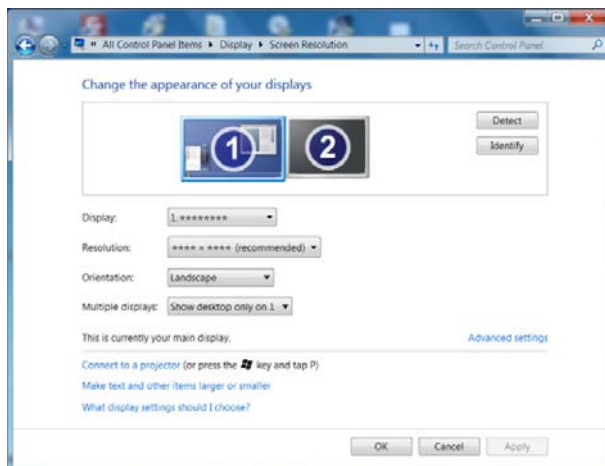 « All Control Panel Items ▸ Display ▸ Screen Resolution
Search Control Panel
Change the appearance of your displays
1
2
Detect
Identify
Display: 1. ********
Resolution: **** × **** (recommended)
Orientation: Landscape
Multiple displays: Show desktop only on 1
This is currently your main display.
Advanced settings
Connect to a projector (or press the key and tap P)
Make text and other items larger or smaller
What display settings should I choose?
OK Cancel Apply